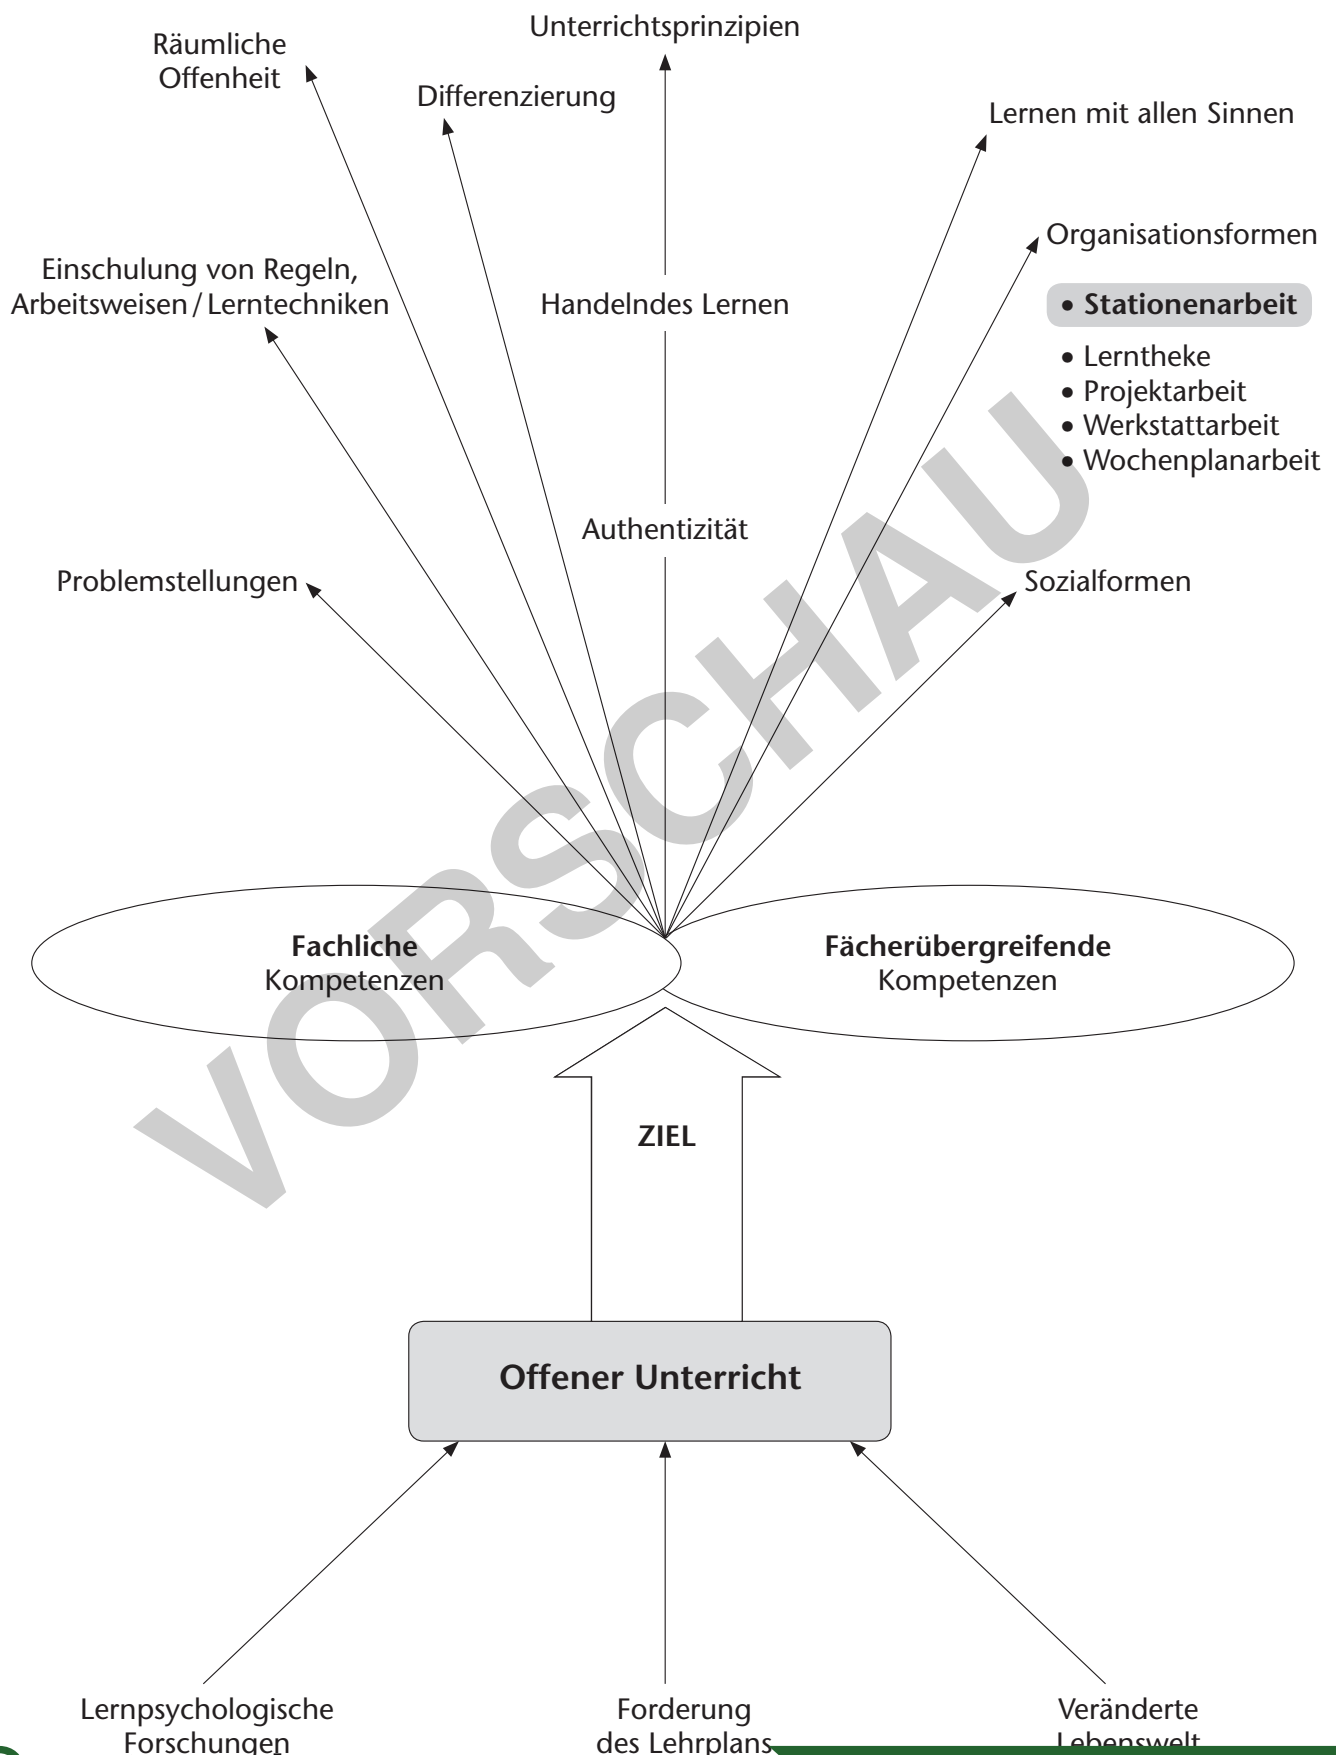 Unterrichtsprinzipien
Räumliche
Offenheit
Differenzierung
Lernen mit allen Sinnen
Organisationsformen
Einschulung von Regeln,
Arbeitsweisen / Lerntechniken
Handelndes Lernen
• Stationenarbeit
• Lerntheke
• Projektarbeit
• Werkstattarbeit
• Wochenplanarbeit
Authentizität
Problemstellungen
Sozialformen
VORSCHAU
Fachliche
Kompetenzen
Fächerübergreifende
Kompetenzen
ZIEL
Offener Unterricht
Lernpsychologische
Forschungen
Forderung
des Lehrplans
Veränderte
Lebenswelt